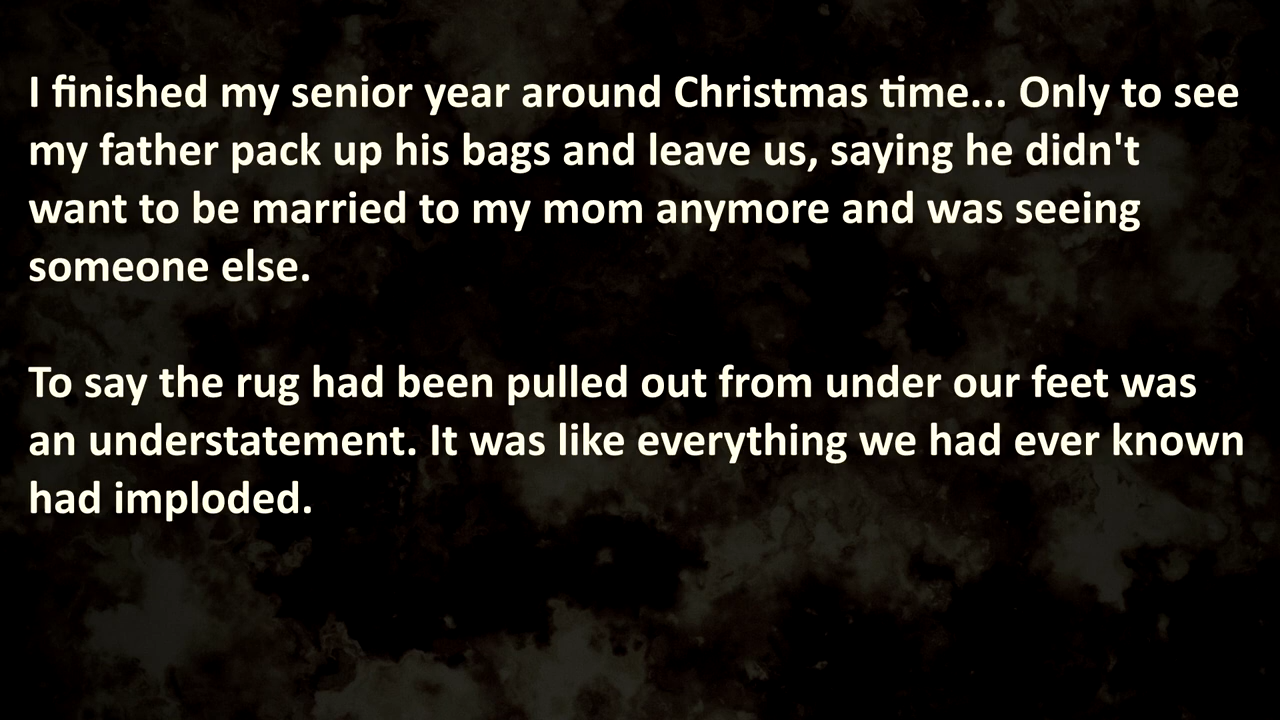 I finished my senior year around Christmas time... Only to see
my father pack up his bags and leave us, saying he didn't
want to be married to my mom anymore and was seeing
someone else.
To say the rug had been pulled out from under our feet was
an understatement. It was like everything we had ever known
had imploded.